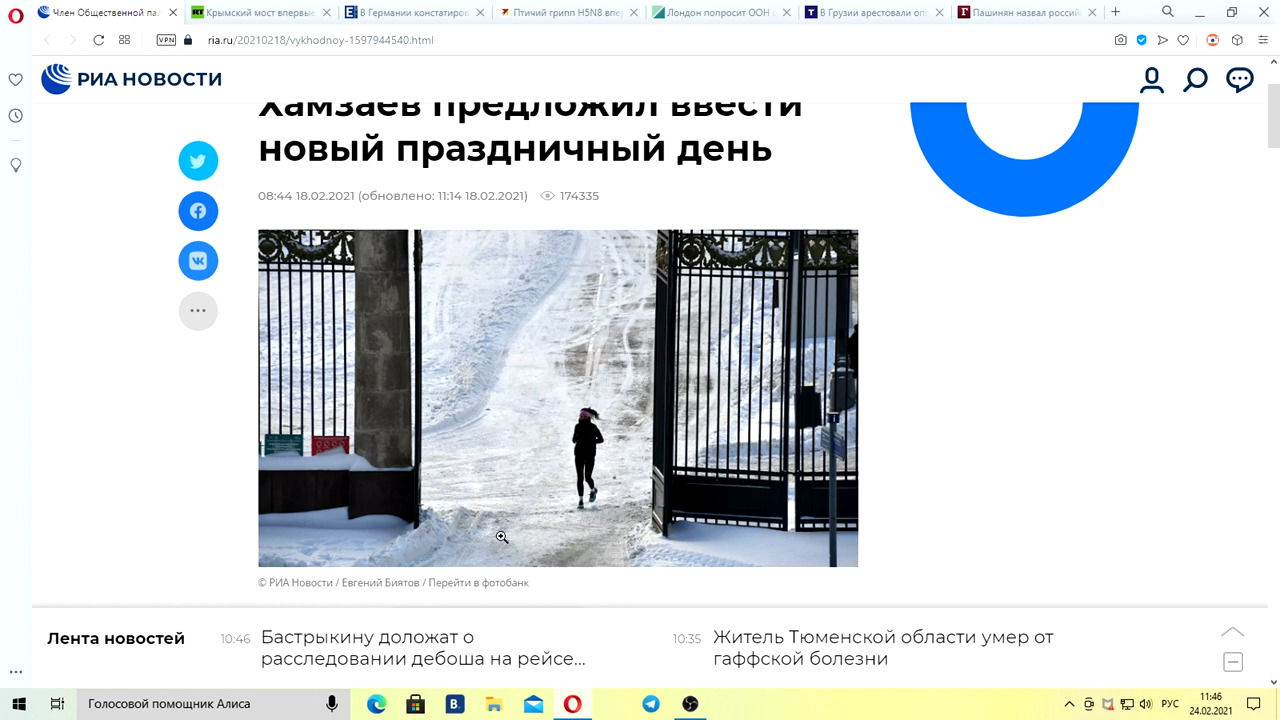 Член Общественной пал
Крымский мост впервые
В Германии констатиров
Птичий грипп H5N8 впер
Лондон попросит ООН с
В Грузии арестовали опп
Пашинян назвал россий
VPN
ria.ru/20210218/vykhodnoy-1597944540.html
РИА НОВОСТИ
Хамзаев предложил ввести
новый праздничный день
08:44 18.02.2021 (обновлено: 11:14 18.02.2021) 174335
© РИА Новости / Евгений Биятов / Перейти в фотобанк
Лента новостей
10:46 Бастрыкину доложат о
расследовании дебоша на рейсе...
10:35 Житель Тюменской области умер от
гаффской болезни
Голосовой помощник Алиса
РУС
11:46
24.02.2021